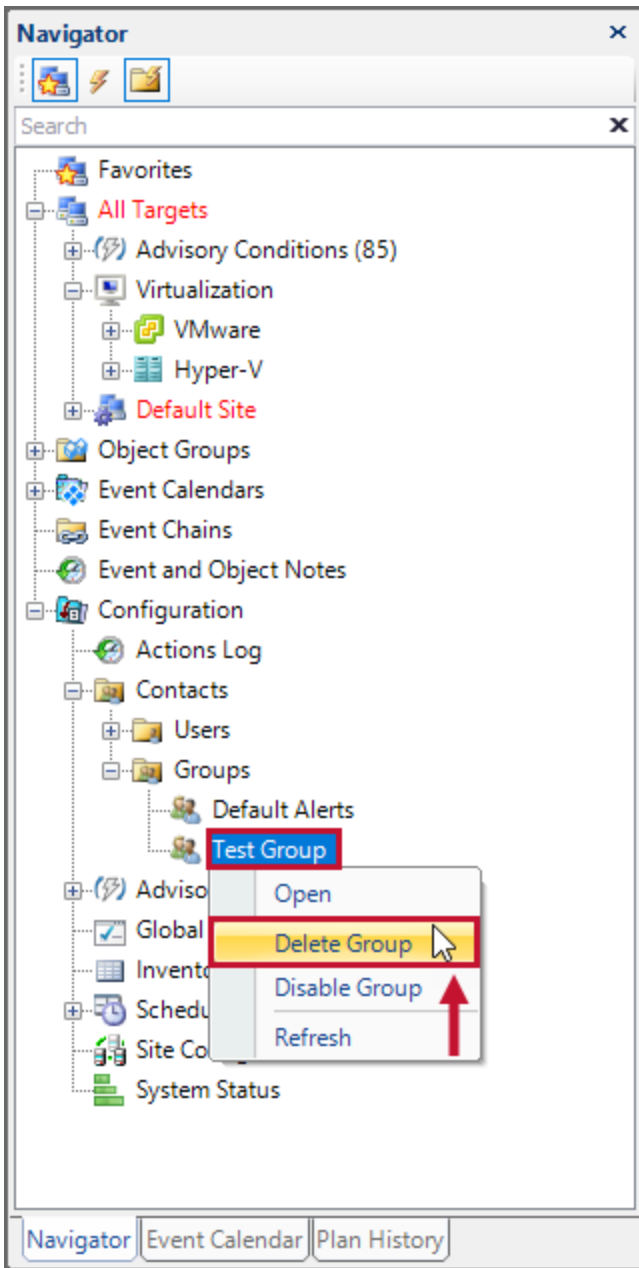 Navigator
Search
Favorites
All Targets
Advisory Conditions (85)
Virtualization
VMware
Hyper-V
Default Site
Object Groups
Event Calendars
Event Chains
Event and Object Notes
Configuration
Actions Log
Contacts
Users
Groups
Default Alerts
Test Group
Open
Delete Group
Disable Group
Refresh
Global
Site
System Status
Navigator Event Calendar Plan History